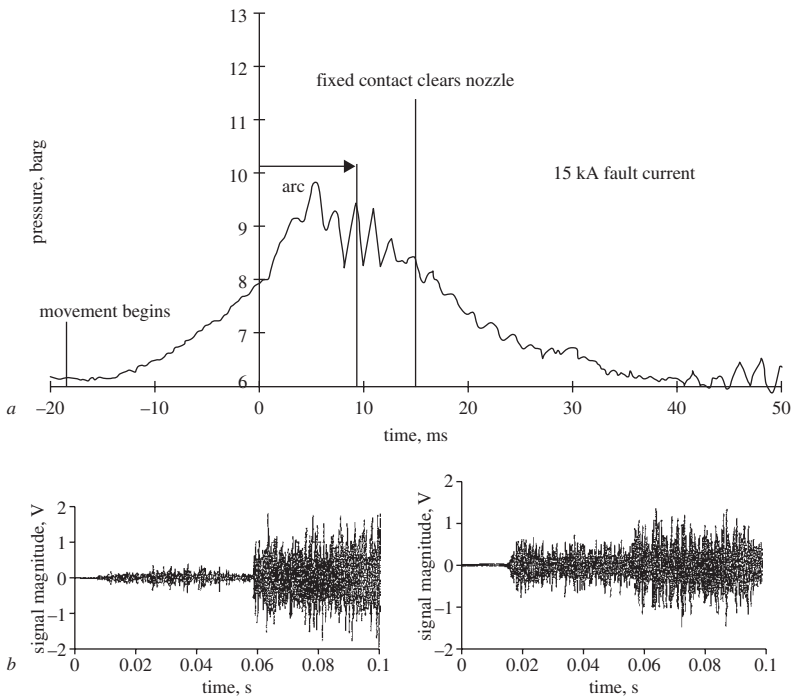 13
12
11
10
9
8
7
6
pressure, barg
fixed contact clears nozzle
15 kA fault current
arc
movement begins
a
–20 –10 0 10 20 30 40 50
time, ms
2
1
0
–1
–2
signal magnitude, V
b
0 0.02 0.04 0.06 0.08 0.1
time, s
2
1
0
–1
–2
signal magnitude, V
0 0.02 0.04 0.06 0.08 0.1
time, s